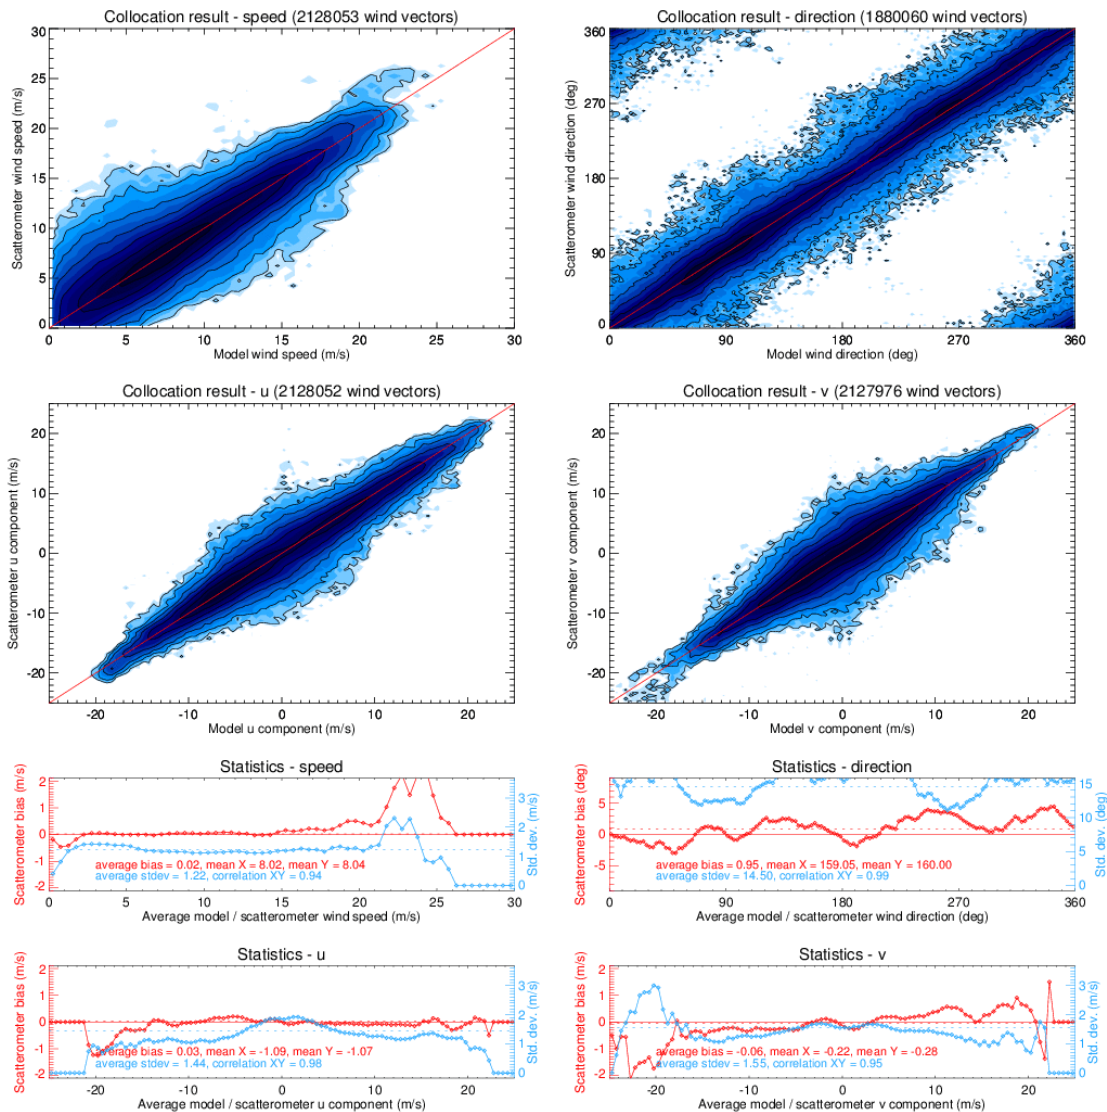 Collocation result - speed (2128053 wind vectors)
30
25
20
15
10
5
0
Scatterometer wind speed (m/s)
0 5 10 15 20 25 30
Model wind speed (m/s)
Collocation result - direction (1880060 wind vectors)
360
270
180
90
0
Scatterometer wind direction (deg)
0 90 180 270 360
Model wind direction (deg)
Collocation result - u (2128052 wind vectors)
20
10
0
-10
-20
Scatterometer u component (m/s)
-20 -10 0 10 20
Model u component (m/s)
Collocation result - v (2127976 wind vectors)
20
10
0
-10
-20
Scatterometer v component (m/s)
-20 -10 0 10 20
Model v component (m/s)
Statistics - speed
2
1
0
-1
-2
Scatterometer bias (m/s)
3
2
1
0
Std. dev. (m/s)
average bias = 0.02, mean X = 8.02, mean Y = 8.04
average stdev = 1.22, correlation XY = 0.94
0 5 10 15 20 25 30
Average model / scatterometer wind speed (m/s)
Statistics - direction
5
0
-5
Scatterometer bias (deg)
15
10
5
0
Std. dev. (deg)
average bias = 0.95, mean X = 159.05, mean Y = 160.00
average stdev = 14.50, correlation XY = 0.99
0 90 180 270 360
Average model / scatterometer wind direction (deg)
Statistics - u
2
1
0
-1
-2
Scatterometer bias (m/s)
3
2
1
0
Std. dev. (m/s)
average bias = 0.03, mean X = -1.09, mean Y = -1.07
average stdev = 1.44, correlation XY = 0.98
-20 -10 0 10 20
Average model / scatterometer u component (m/s)
Statistics - v
2
1
0
-1
-2
Scatterometer bias (m/s)
3
2
1
0
Std. dev. (m/s)
average bias = -0.06, mean X = -0.22, mean Y = -0.28
average stdev = 1.55, correlation XY = 0.95
-20 -10 0 10 20
Average model / scatterometer v component (m/s)